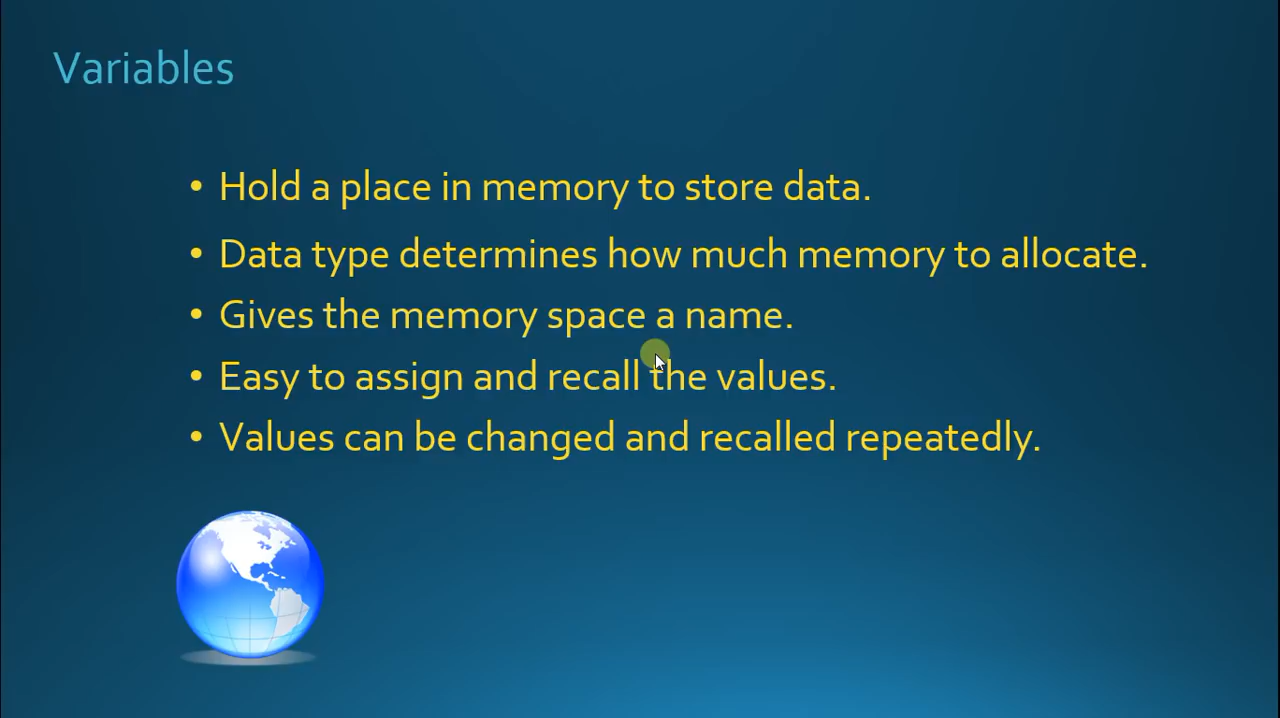 Variables
• Hold a place in memory to store data.
• Data type determines how much memory to allocate.
• Gives the memory space a name.
• Easy to assign and recall the values.
• Values can be changed and recalled repeatedly.